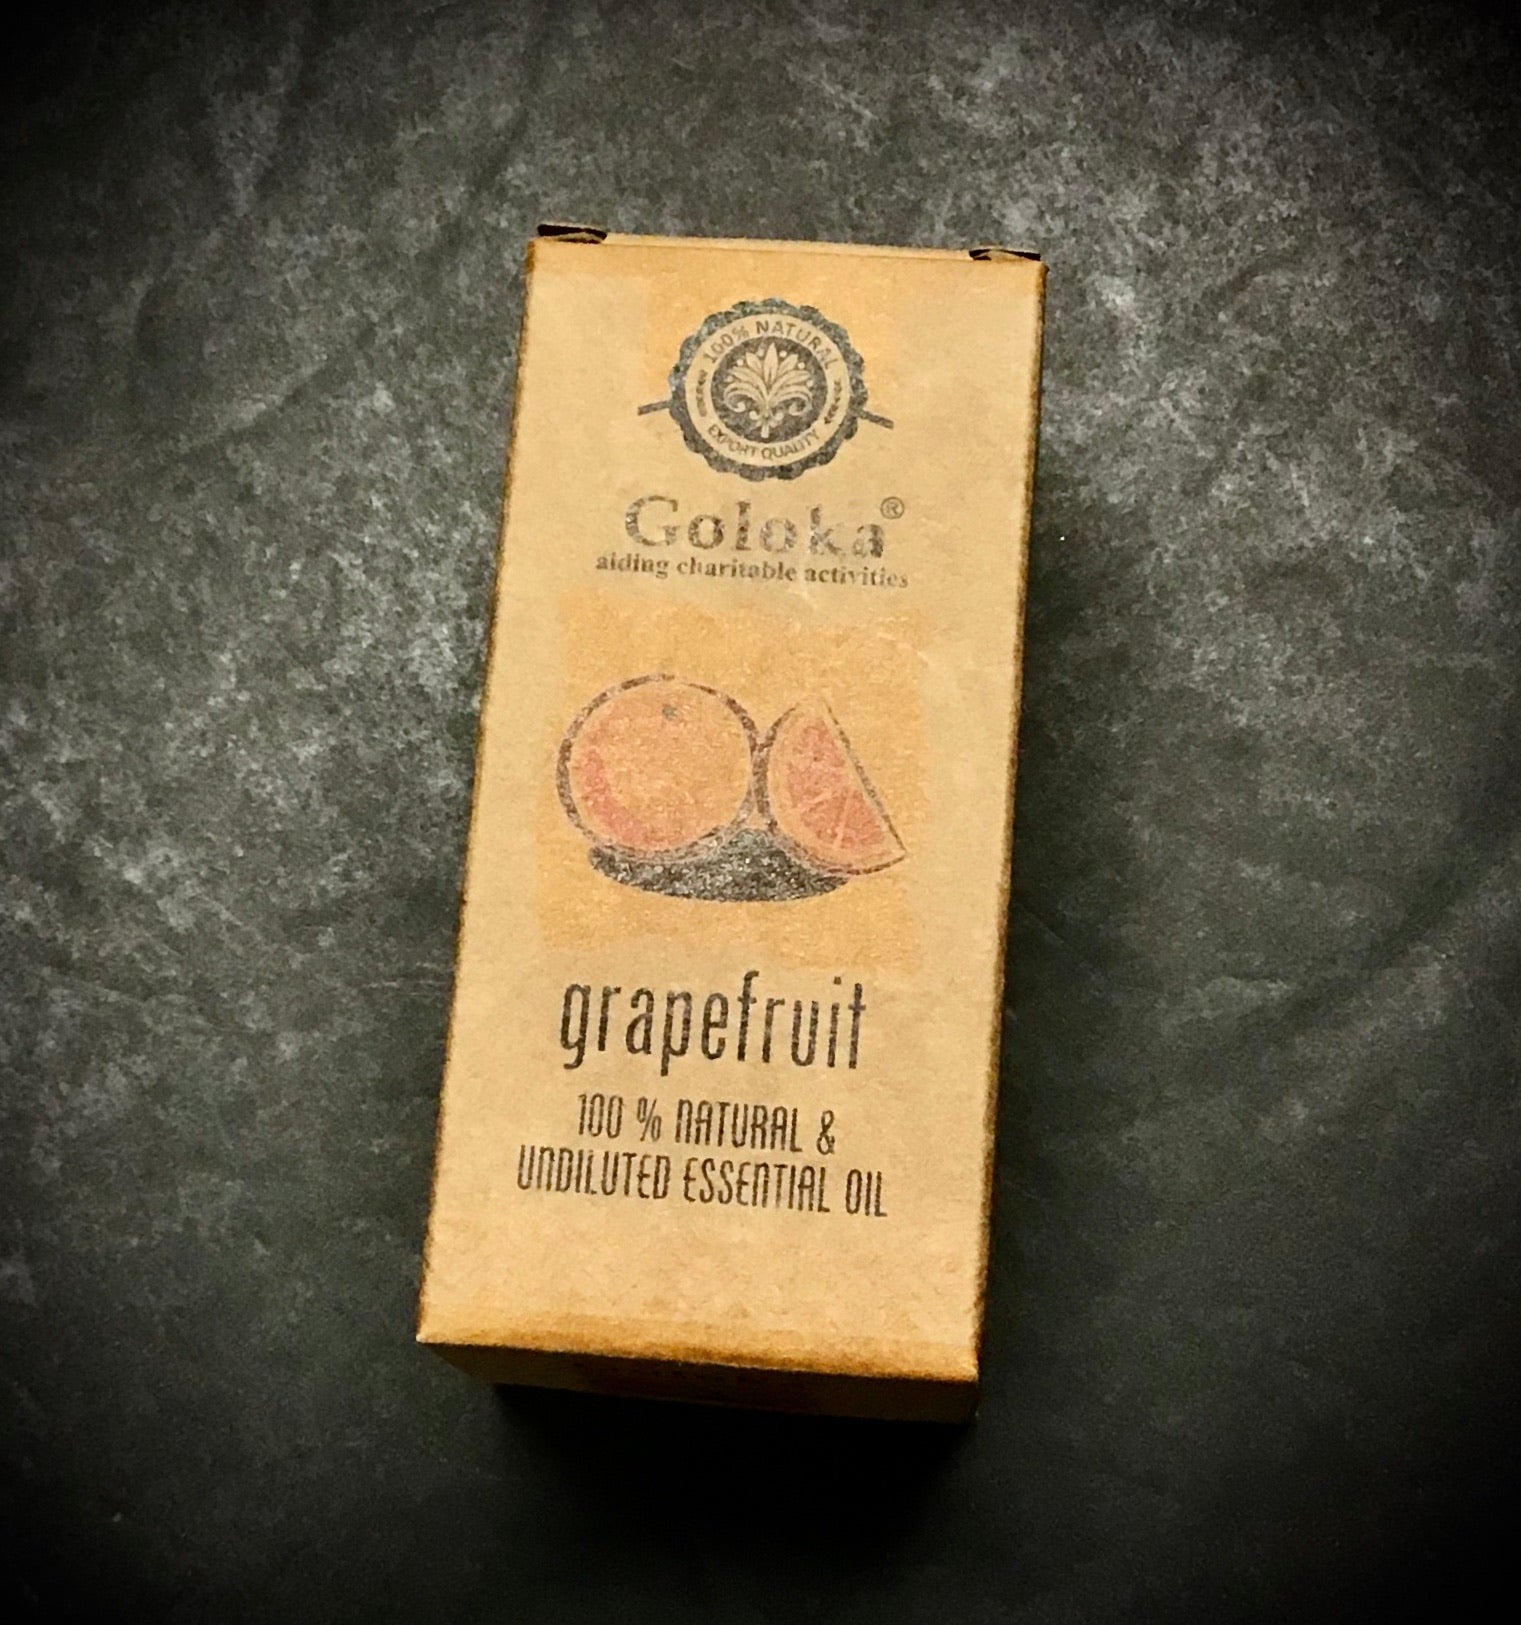 100% NATURAL
EXPORT QUALITY
Goloka®
aiding charitable activities
grapefruit
100 % NATURAL &
UNDILUTED ESSENTIAL OIL